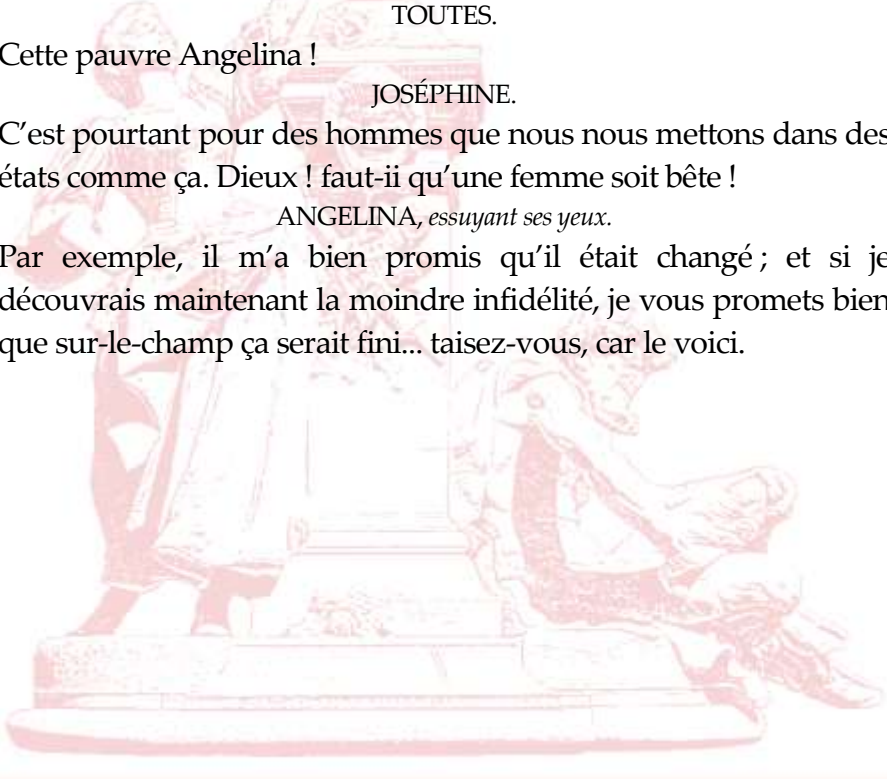 TOUTES.
Cette pauvre Angelina !
JOSÉPHINE.
C’est pourtant pour des hommes que nous nous mettons dans des
états comme ça. Dieux ! faut-ii qu’une femme soit bête !
ANGELINA, essuyant ses yeux.
Par exemple, il m’a bien promis qu’il était changé ; et si je
découvrais maintenant la moindre infidélité, je vous promets bien
que sur-le-champ ça serait fini... taisez-vous, car le voici.